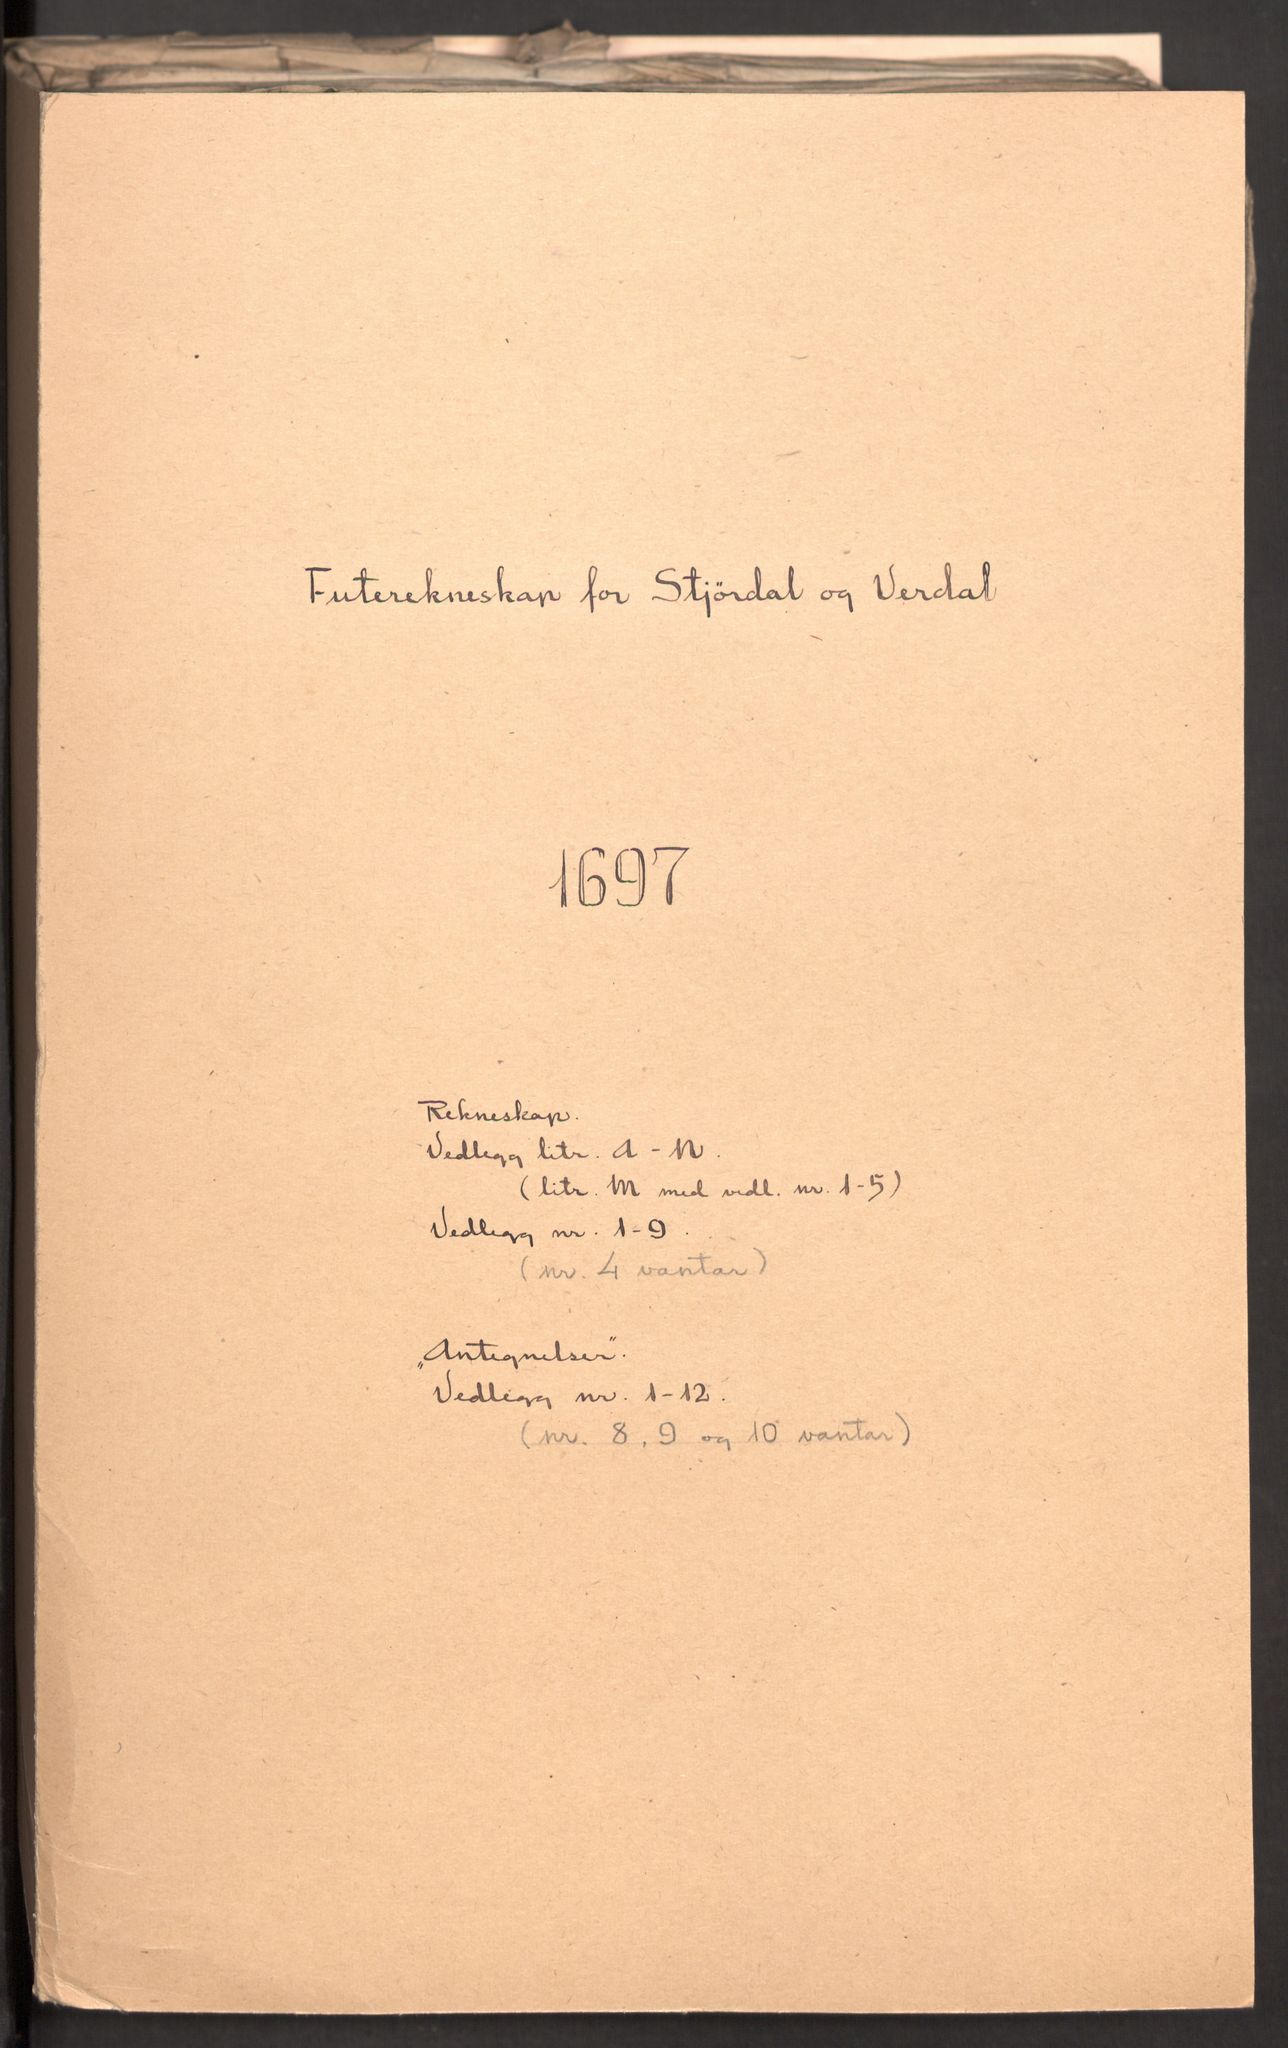 Futerekneskap for Stjördal og Verdal
1697
Rekneskap.
Vedlegg litr. A - N.
(litr. M med vedl. nr. 1-5)
Vedlegg nr. 1-9.
(nr. 4 vantar)
„Antegnelser”.
Vedlegg nr. 1-12.
(nr. 8, 9 og 10 vantar)